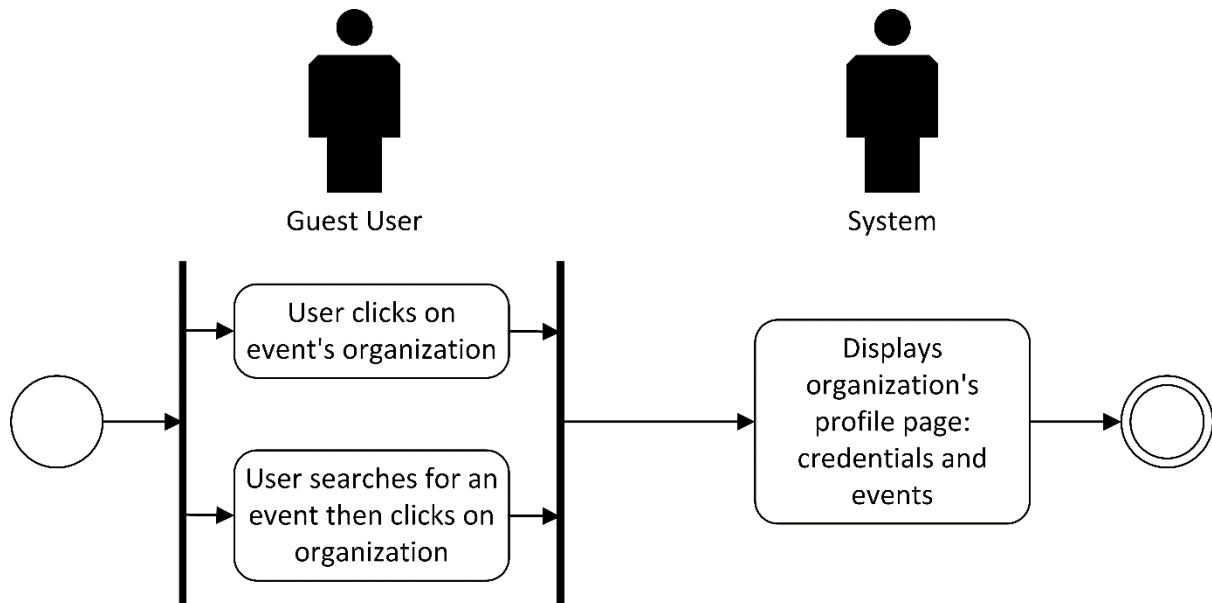 Guest User
System
User clicks on
event's organization
User searches for an
event then clicks on
organization
Displays
organization's
profile page:
credentials and
events